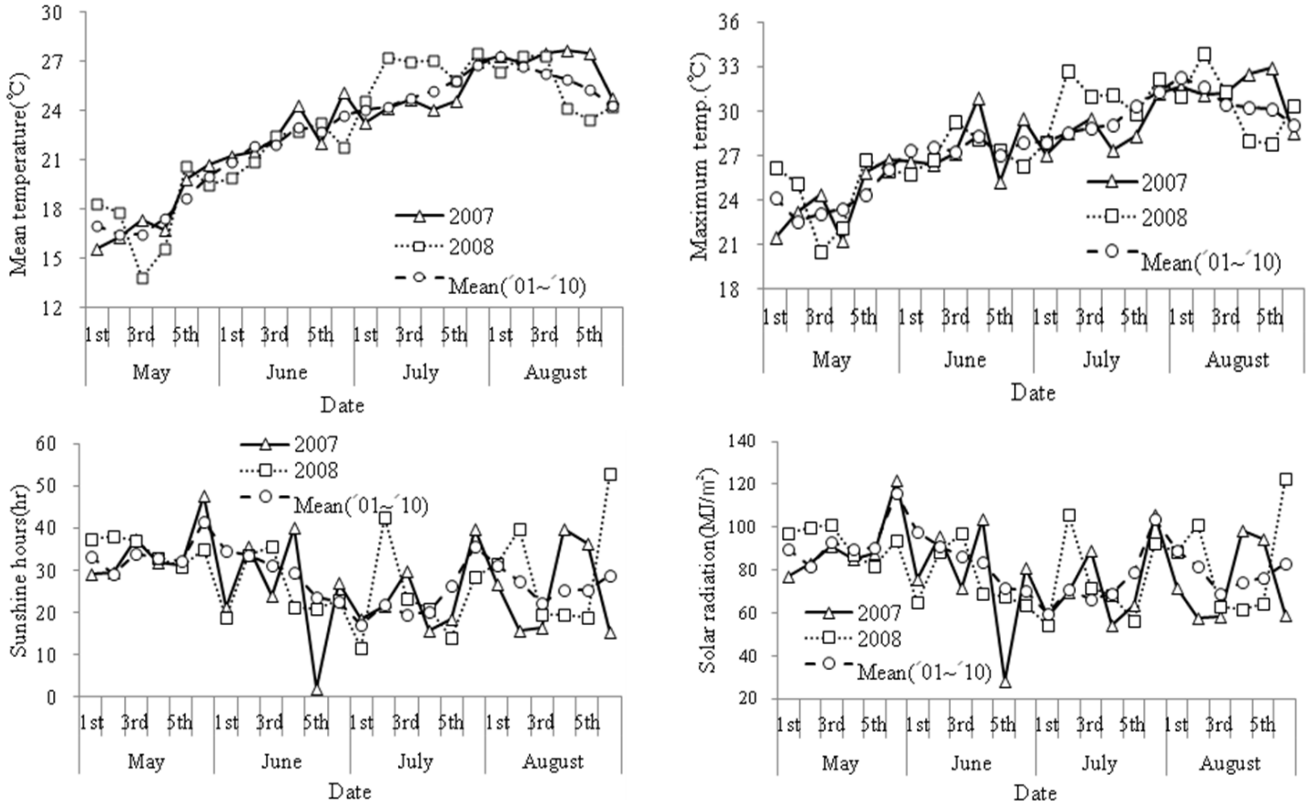 Mean temperature(°C)
30
27
24
21
18
15
12
2007
2008
Mean(´01~´10)
1st 3rd 5th 1st 3rd 5th 1st 3rd 5th 1st 3rd 5th
May June July August
Date
Maximum temp.(°C)
36
33
30
27
24
21
18
2007
2008
Mean(´01~´10)
1st 3rd 5th 1st 3rd 5th 1st 3rd 5th 1st 3rd 5th
May June July August
Date
Sunshine hours(hr)
60
50
40
30
20
10
0
2007
2008
Mean(´01~´10)
1st 3rd 5th 1st 3rd 5th 1st 3rd 5th 1st 3rd 5th
May June July August
Date
Solar radiation(MJ/m²)
140
120
100
80
60
40
20
2007
2008
Mean(´01~´10)
1st 3rd 5th 1st 3rd 5th 1st 3rd 5th 1st 3rd 5th
May June July August
Date